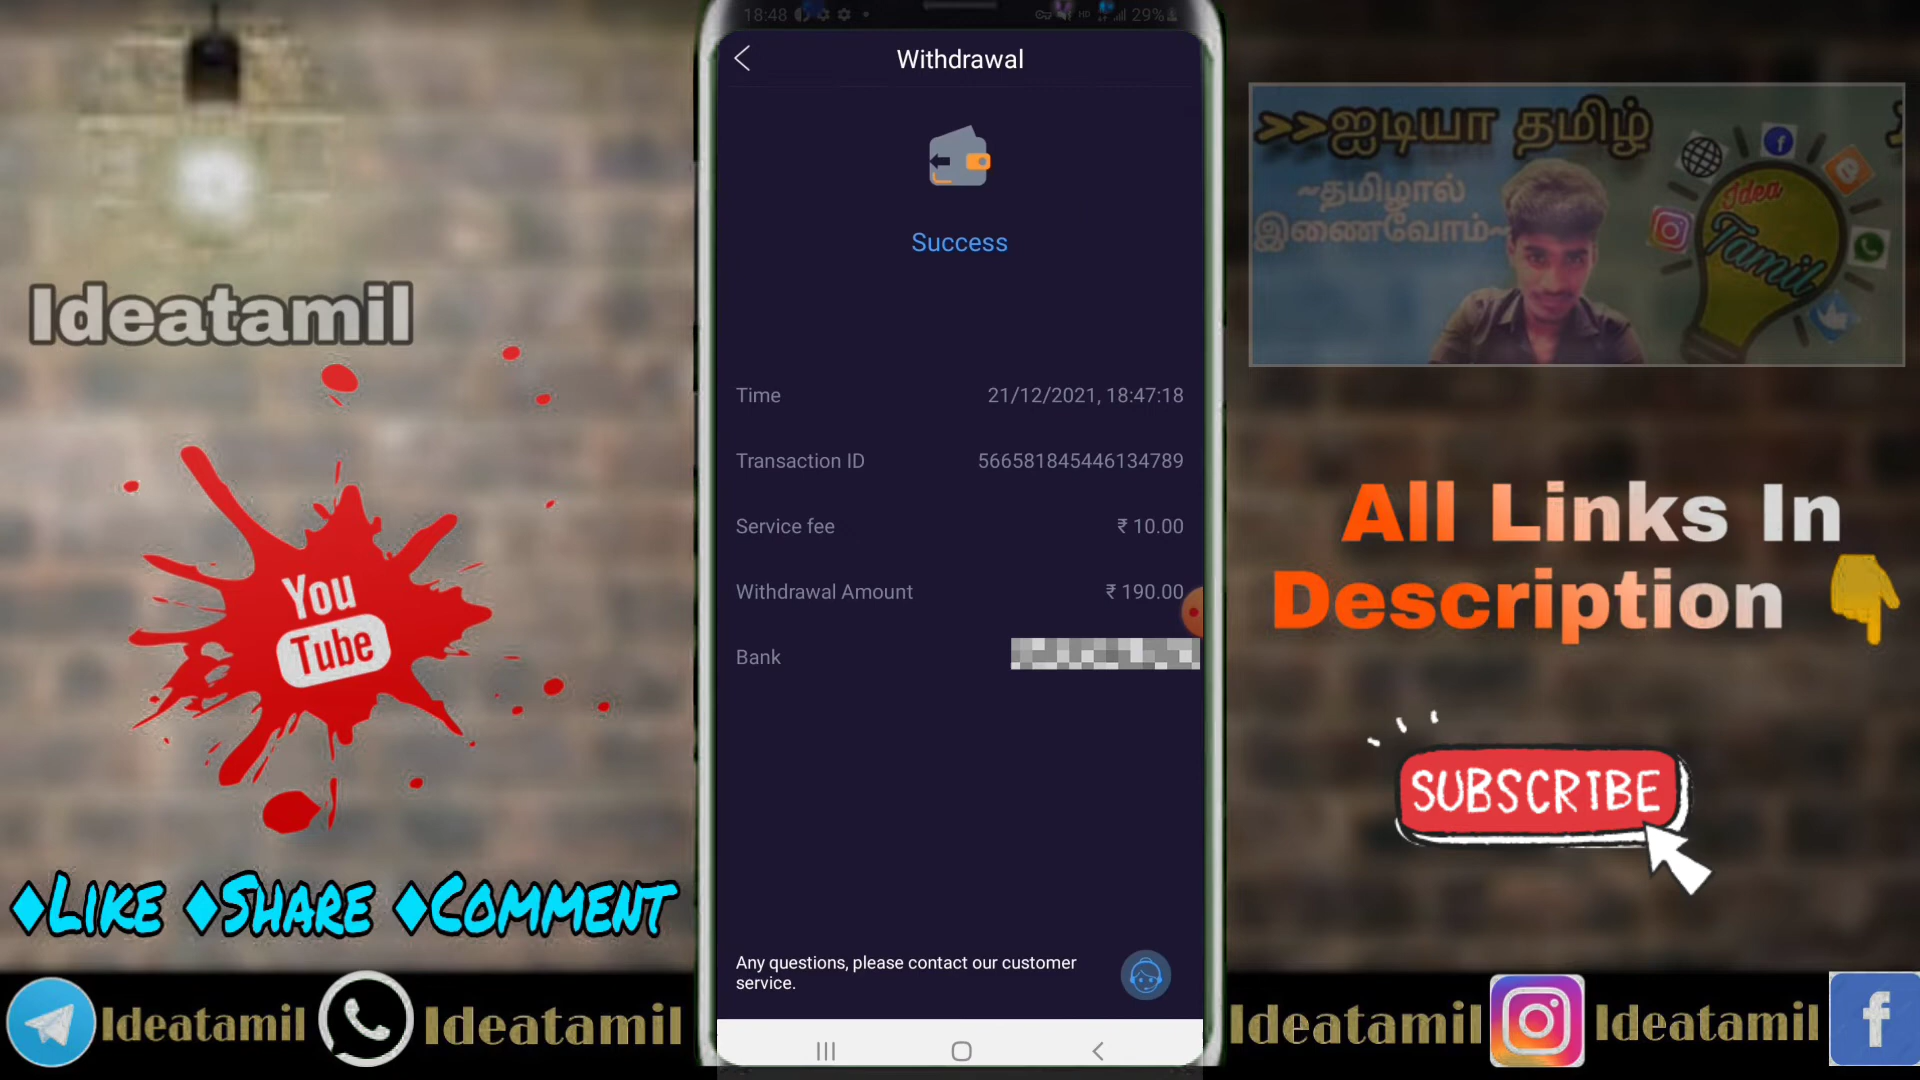 18:48
HD
29%
Withdrawal
Success
Time 21/12/2021, 18:47:18
Transaction ID 566581845446134789
Service fee ₹ 10.00
Withdrawal Amount ₹ 190.00
Bank
Any questions, please contact our customer
service.
Ideatamil
You
Tube
♦LIKE ♦SHARE ♦COMMENT
>>ஐடியா தமிழ்
~தமிழால்
இணைவோம்~
Idea
Tamil
All Links In
Description 👇
SUBSCRIBE
Ideatamil Ideatamil Ideatamil Ideatamil